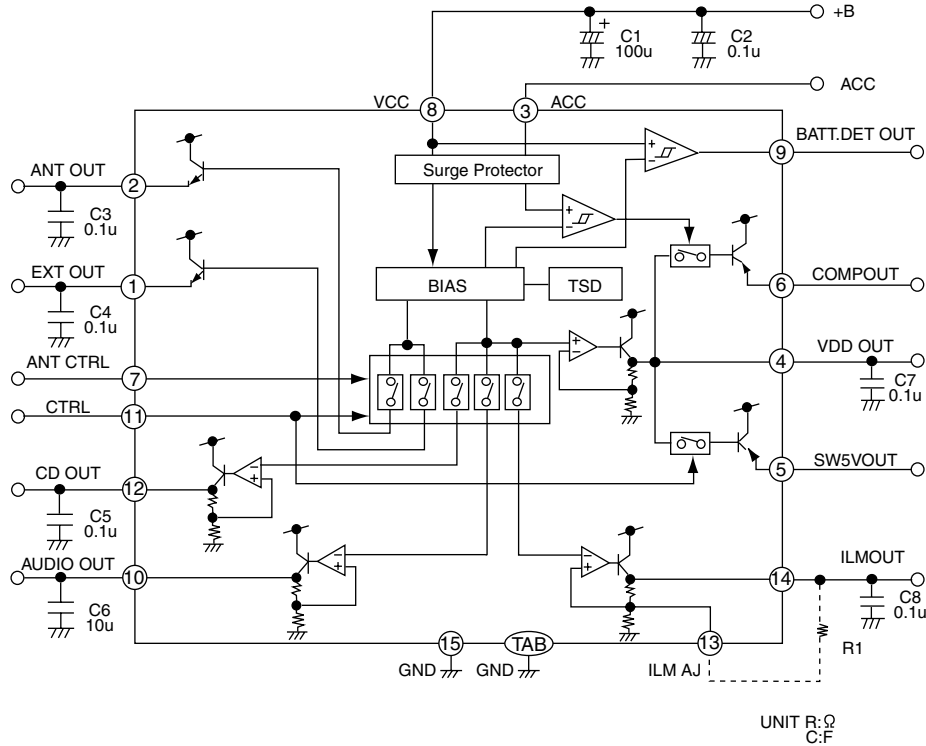 +B
+
C1
100u
C2
0.1u
ACC
VCC
8
3
ACC
BATT.DET OUT
9
+
−
Surge Protector
ANT OUT
2
C3
0.1u
+
−
EXT OUT
1
C4
0.1u
BIAS
TSD
COMPOUT
6
ANT CTRL
7
+
−
VDD OUT
4
C7
0.1u
CTRL
11
CD OUT
12
−
+
C5
0.1u
SW5VOUT
5
AUDIO OUT
10
−
+
C6
10u
−
+
ILMOUT
14
C8
0.1u
R1
15
TAB
13
GND
GND
ILM AJ
UNIT R:Ω
C:F